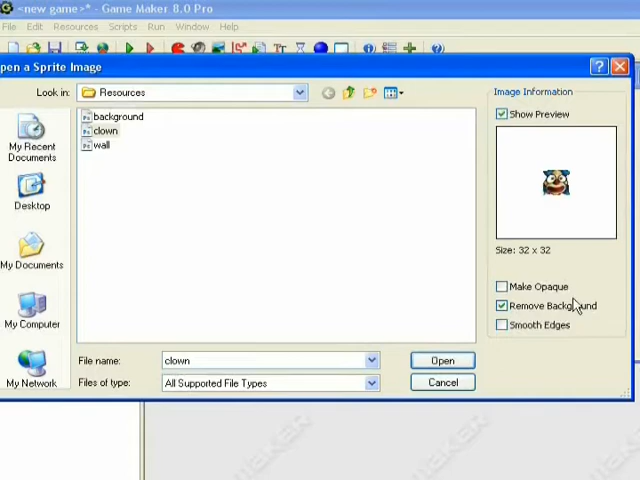 <new game>* - Game Maker 8.0 Pro
File Edit Resources Scripts Run Window Help
pen a Sprite Image
Look in: Resources
Image Information
background
clown
wall
Show Preview
My Recent
Documents
Desktop
My Documents
My Computer
My Network
Size: 32 x 32
Make Opaque
Remove Background
Smooth Edges
File name: clown Open
Files of type: All Supported File Types Cancel